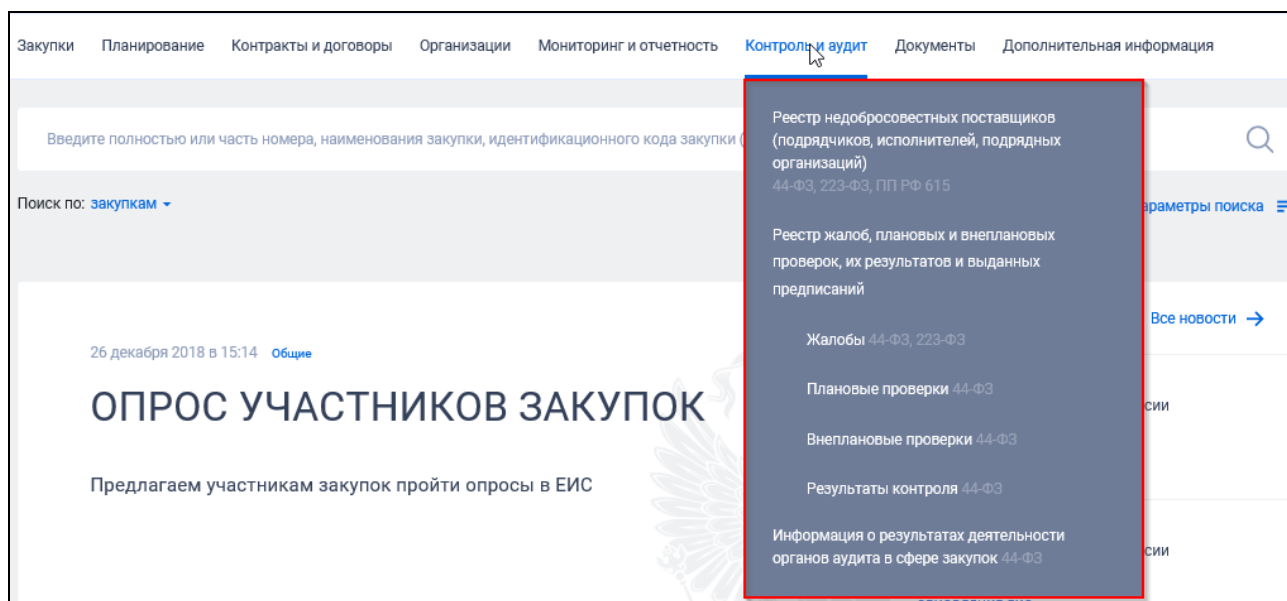 Закупки Планирование Контракты и договоры Организации Мониторинг и отчетность Контроль и аудит Документы Дополнительная информация
Введите полностью или часть номера, наименования закупки, идентификационного кода закупки (
Поиск по: закупкам
араметры поиска
Реестр недобросовестных поставщиков
(подрядчиков, исполнителей, подрядных
организаций)
44-ФЗ, 223-ФЗ, ПП РФ 615
Реестр жалоб, плановых и внеплановых
проверок, их результатов и выданных
предписаний
Жалобы 44-ФЗ, 223-ФЗ
Плановые проверки 44-ФЗ
Внеплановые проверки 44-ФЗ
Результаты контроля 44-ФЗ
Информация о результатах деятельности
органов аудита в сфере закупок 44-ФЗ
Все новости
26 декабря 2018 в 15:14 Общие
ОПРОС УЧАСТНИКОВ ЗАКУПОК
Предлагаем участникам закупок пройти опросы в ЕИС
сии
сии